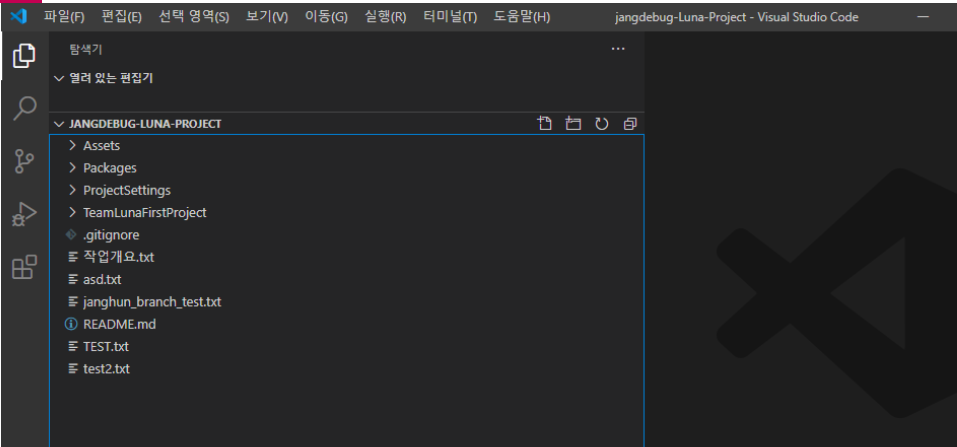 파일(F) 편집(E) 선택 영역(S) 보기(V) 이동(G) 실행(R) 터미널(T) 도움말(H) jangdebug-Luna-Project - Visual Studio Code
탐색기
열려 있는 편집기
JANGDEBUG-LUNA-PROJECT
Assets
Packages
ProjectSettings
TeamLunaFirstProject
.gitignore
작업개요.txt
asd.txt
janghun_branch_test.txt
README.md
TEST.txt
test2.txt